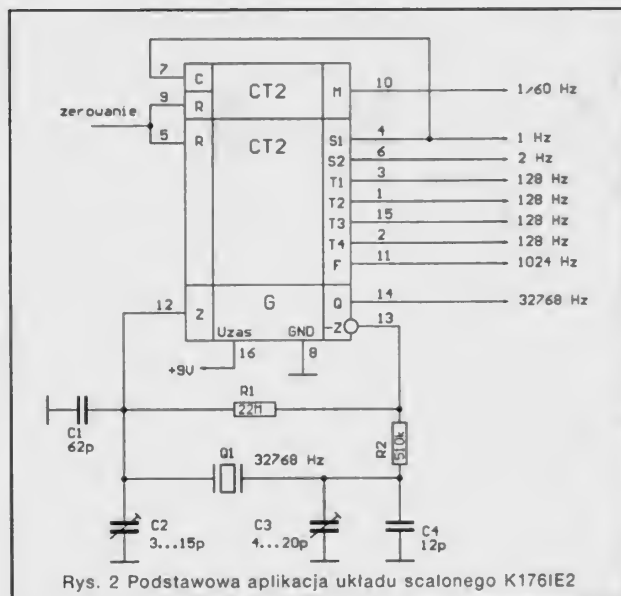 7 C CT2 M 10 1/60 Hz
zerowanie 9 R
5 R CT2 S1 4 1 Hz
S2 6 2 Hz
T1 3 128 Hz
T2 1 128 Hz
T3 15 128 Hz
T4 2 128 Hz
F 11 1024 Hz
12 Z G Q 14 32768 Hz
-Z 13
Uzas GND
+9V 16 8
R1
22M
C1
62p
R2
510k
Q1 32768 Hz
C2
3...15p
C3
4...20p
C4
12p
Rys. 2 Podstawowa aplikacja układu scalonego K176IE2